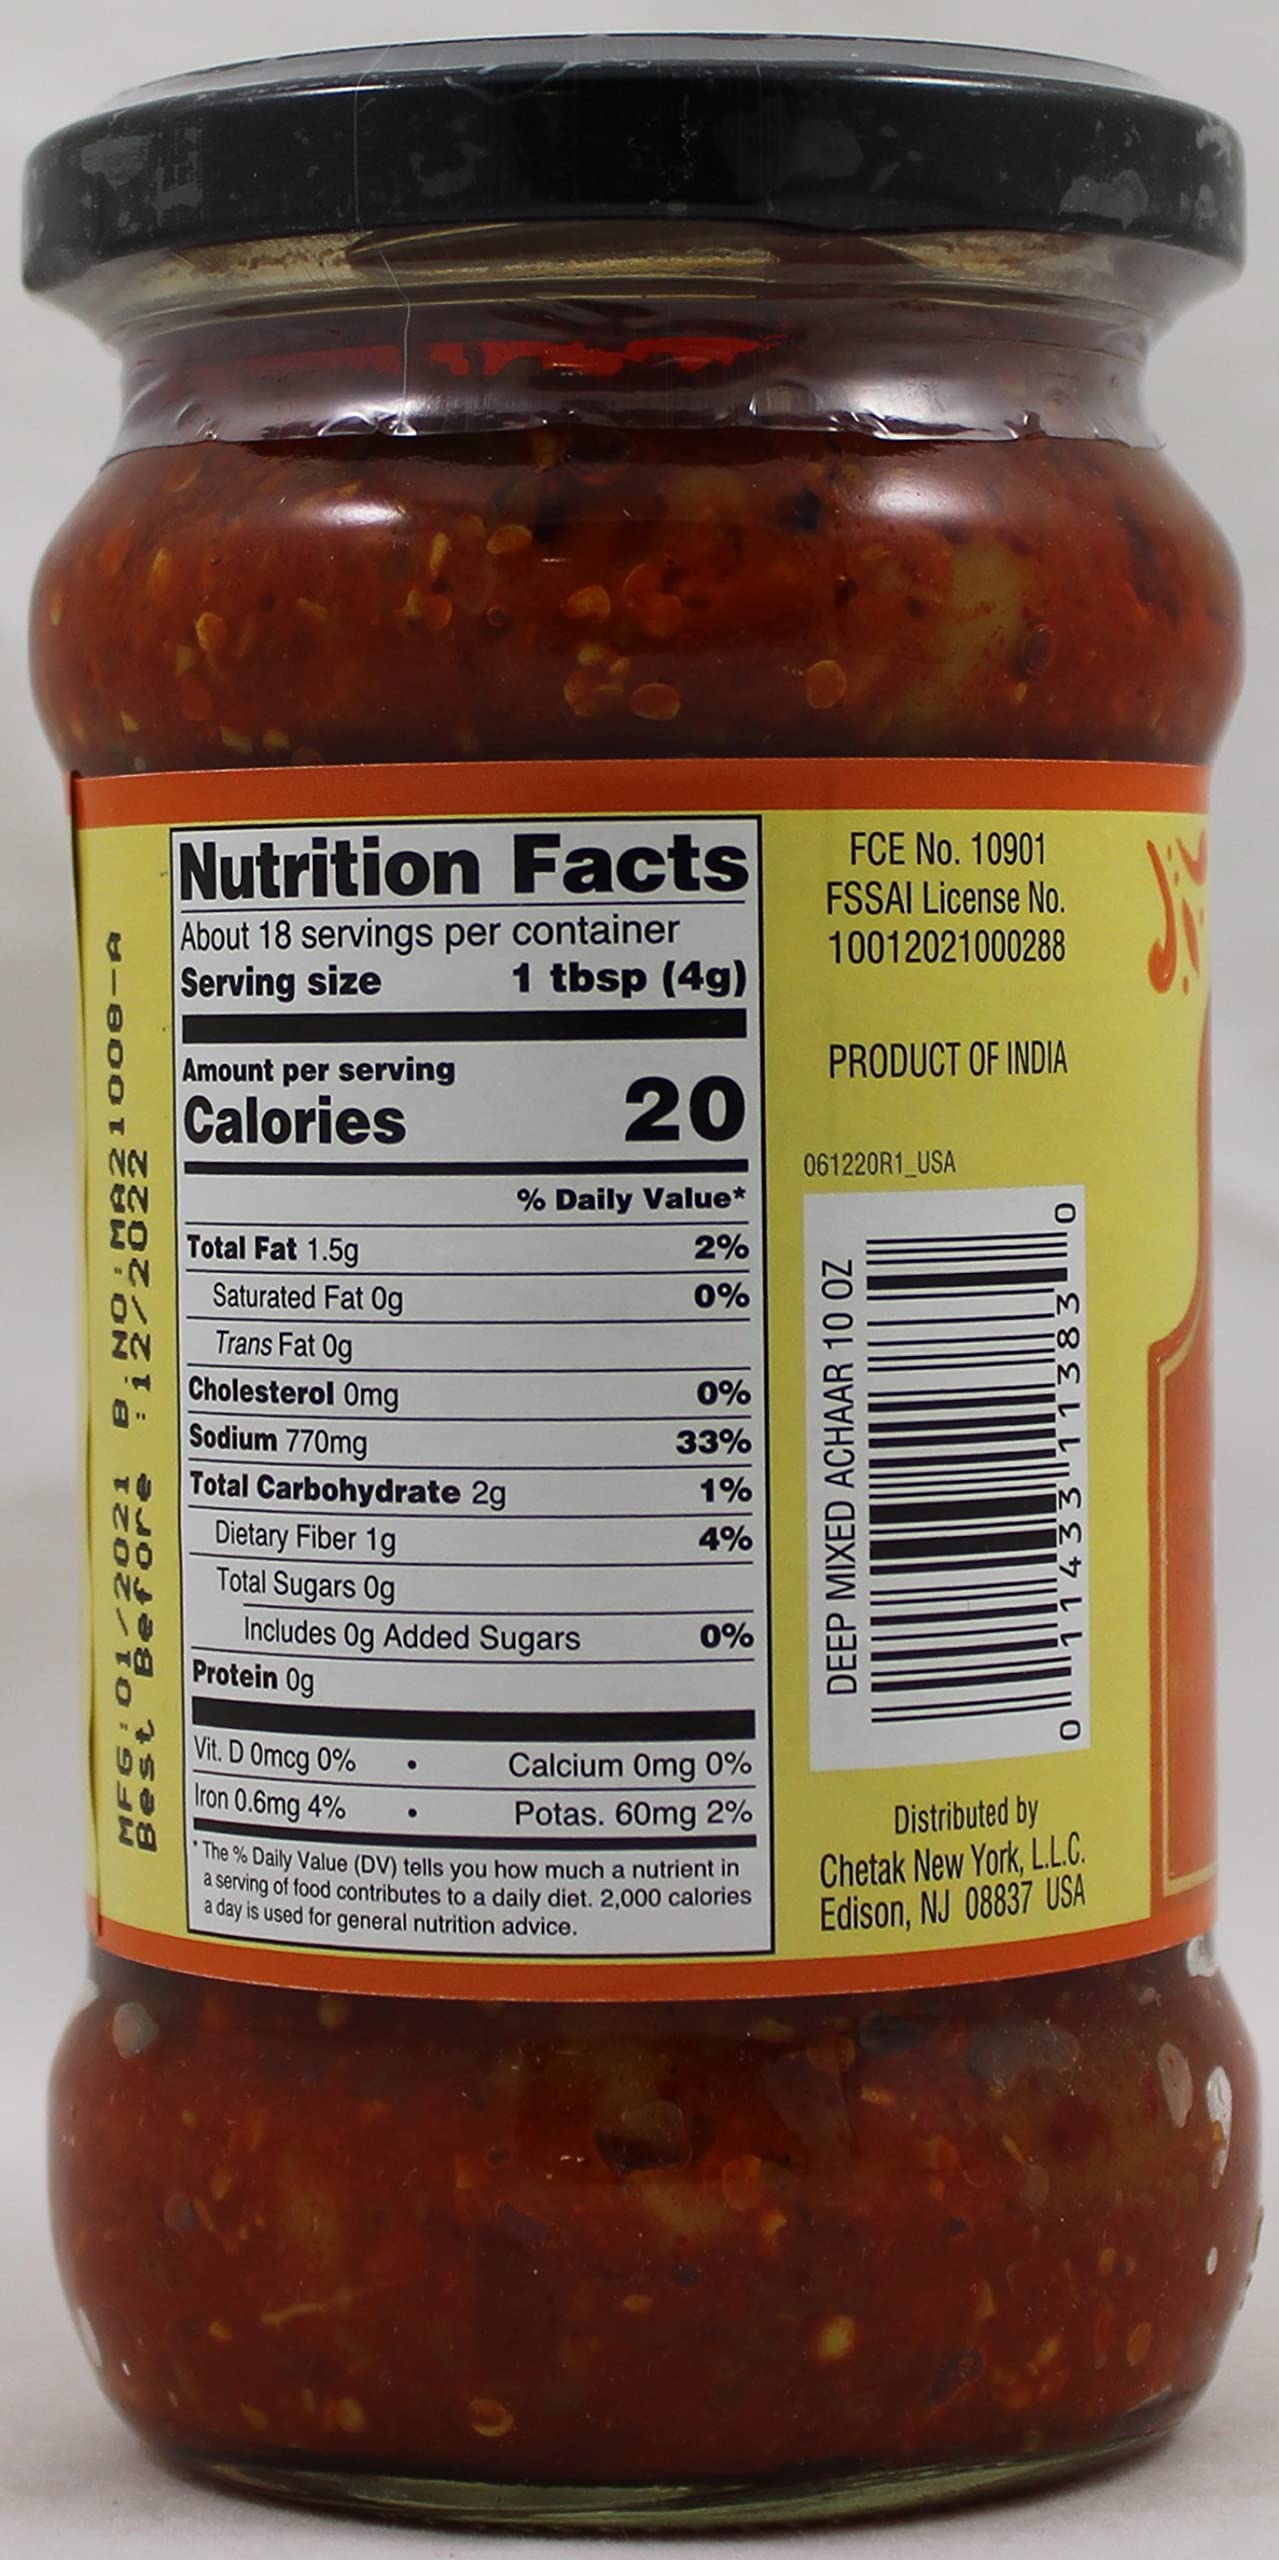 MFG:01/2021 B.NO:MA21008-A
Best Before :12/2022
Nutrition Facts
About 18 servings per container
Serving size 1 tbsp (4g)
Amount per serving
Calories 20
% Daily Value*
Total Fat 1.5g 2%
Saturated Fat 0g 0%
Trans Fat 0g
Cholesterol 0mg 0%
Sodium 770mg 33%
Total Carbohydrate 2g 1%
Dietary Fiber 1g 4%
Total Sugars 0g
Includes 0g Added Sugars 0%
Protein 0g
Vit. D 0mcg 0% • Calcium 0mg 0%
Iron 0.6mg 4% • Potas. 60mg 2%
* The % Daily Value (DV) tells you how much a nutrient in
a serving of food contributes to a daily diet. 2,000 calories
a day is used for general nutrition advice.
FCE No. 10901
FSSAI License No.
10012021000288
PRODUCT OF INDIA
061220R1_USA
DEEP MIXED ACHAAR 10 OZ
0 11433 11383 0
Distributed by
Chetak New York, L.L.C.
Edison, NJ 08837 USA